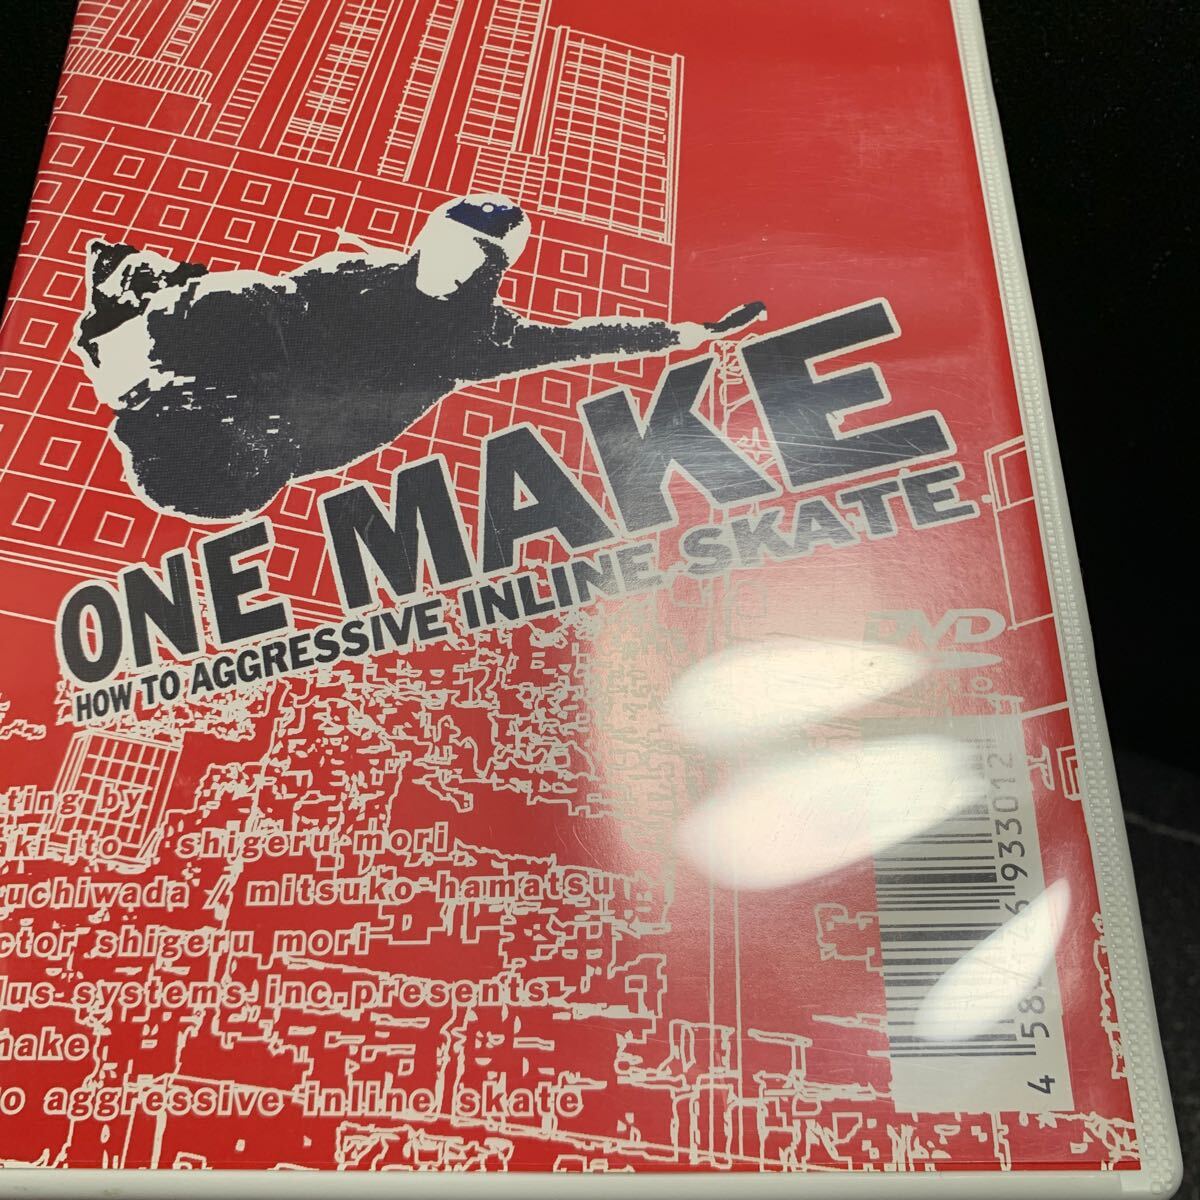 ONE MAKE
HOW TO AGGRESSIVE INLINE SKATE
DVD
ting by
aki ito / shigeru mori
uchiwada / mitsuko hamatsu
ctor shigeru mori
lus systems inc. presents
make
o aggressive inline skate